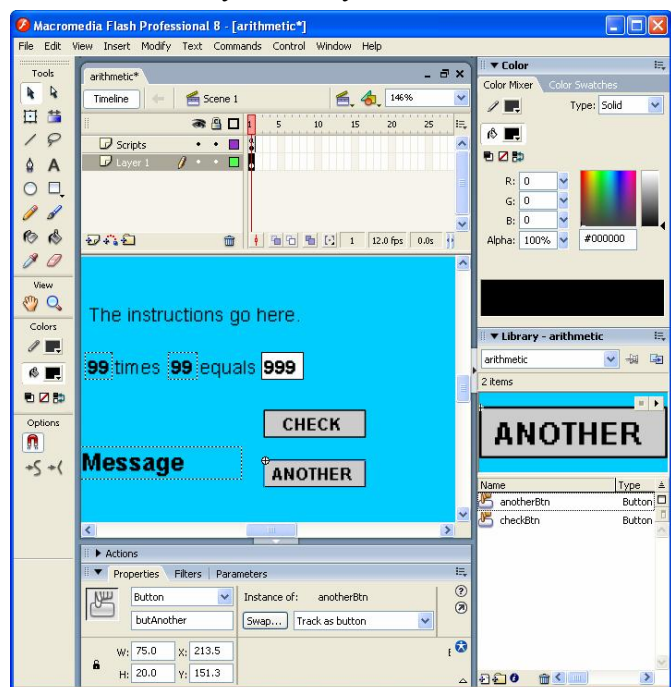 Macromedia Flash Professional 8 - [arithmetic*]
File Edit View Insert Modify Text Commands Control Window Help
Tools
View
Colors
Options
arithmetic*
Timeline Scene 1 146%
1 5 10 15 20 25
Scripts
Layer 1
1 12.0 fps 0.0s
The instructions go here.
99 times 99 equals 999
CHECK
Message
ANOTHER
Actions
Properties Filters Parameters
Button Instance of: anotherBtn
butAnother Swap... Track as button
W: 75.0 X: 213.5
H: 20.0 Y: 151.3
Color
Color Mixer Color Swatches
Type: Solid
R: 0
G: 0
B: 0
Alpha: 100% #000000
Library - arithmetic
arithmetic
2 items
ANOTHER
Name Type
anotherBtn Button
checkBtn Button